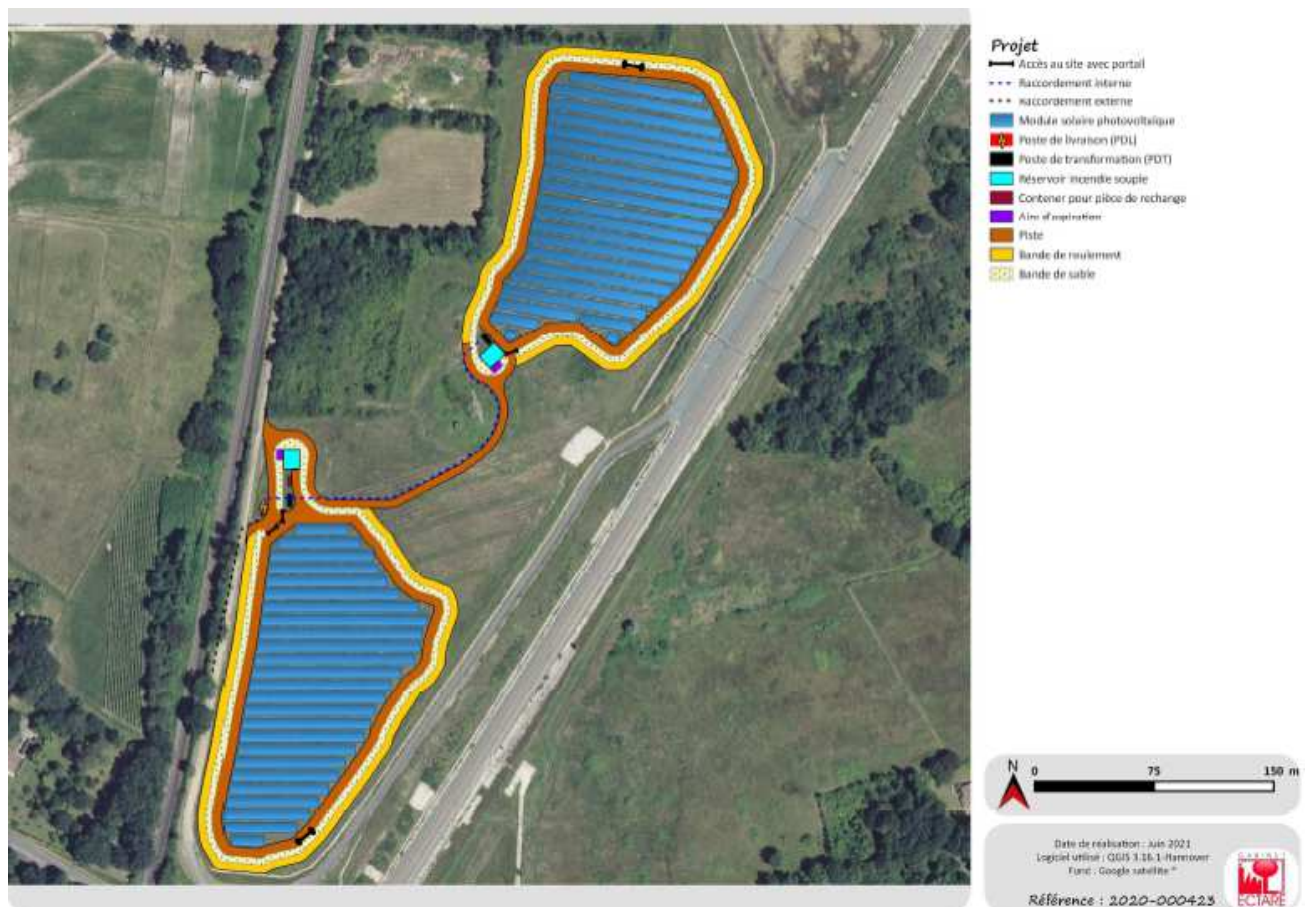 Projet
Accès au site avec portail
Raccordement interne
Raccordement externe
Module solaire photovoltaïque
Poste de livraison (PDL)
Poste de transformation (PDT)
Réservoir incendie souple
Contener pour pièce de rechange
Aire d'aspiration
Piste
Bande de roulement
Bande de sable
N 0 75 150 m
Date de réalisation : Juin 2021
Logiciel utilisé : QGIS 3.16.1-Hannover
Fond : Google satellite ®
Référence : 2020-000423
CABINET
ECTARE